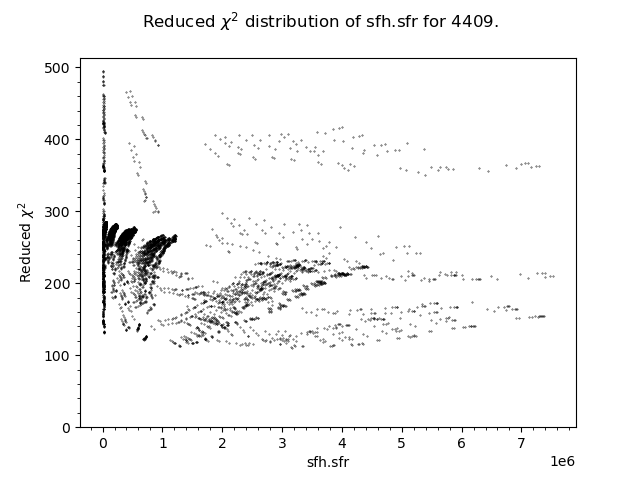 Reduced χ² distribution of sfh.sfr for 4409.
500
400
300
200
100
0
Reduced χ²
0 1 2 3 4 5 6 7
1e6
sfh.sfr